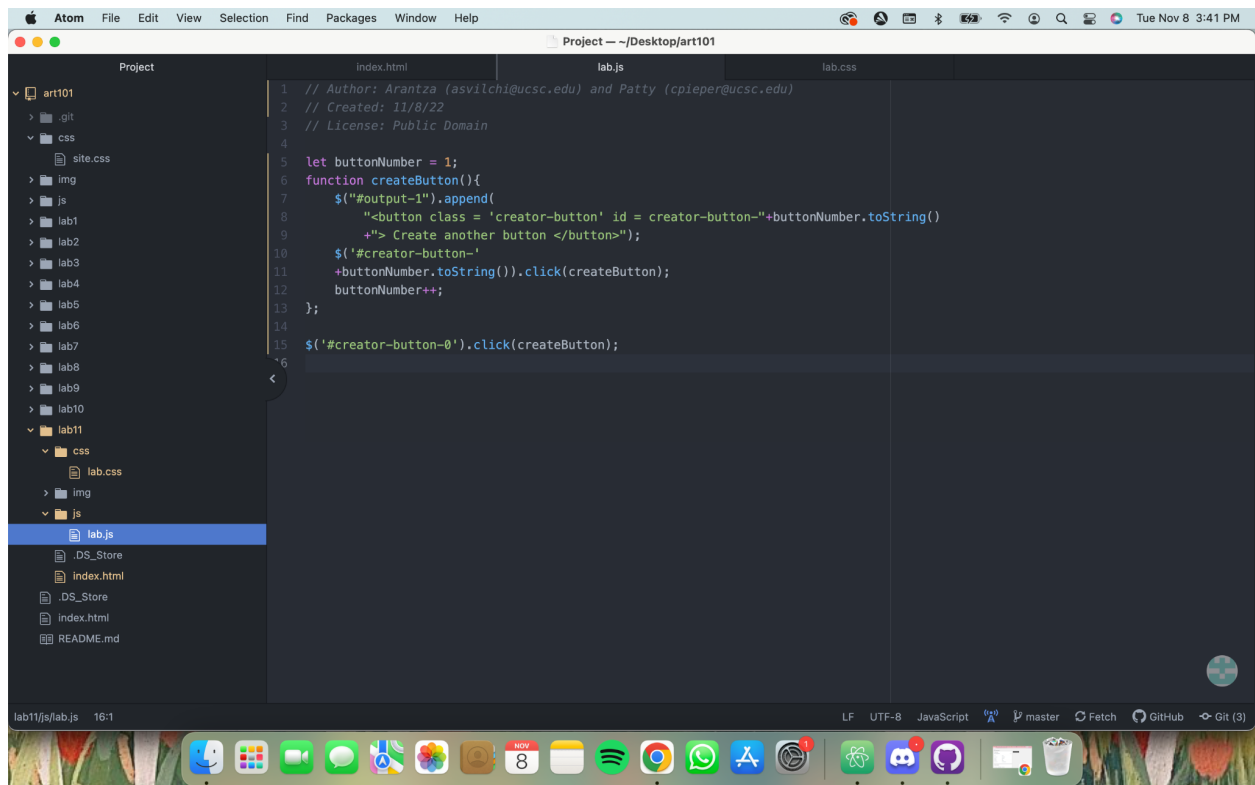 Atom File Edit View Selection Find Packages Window Help Tue Nov 8 3:41 PM
Project — ~/Desktop/art101
Project index.html lab.js lab.css
art101
.git
css
site.css
img
js
lab1
lab2
lab3
lab4
lab5
lab6
lab7
lab8
lab9
lab10
lab11
css
lab.css
img
js
lab.js
.DS_Store
index.html
.DS_Store
index.html
README.md
1 // Author: Arantza (asvilchi@ucsc.edu) and Patty (cpieper@ucsc.edu)
2 // Created: 11/8/22
3 // License: Public Domain
4
5 let buttonNumber = 1;
6 function createButton(){
7 $("#output-1").append(
8 "<button class = 'creator-button' id = creator-button-"+buttonNumber.toString()
9 +"> Create another button </button>");
10 $('#creator-button-'
11 +buttonNumber.toString()).click(createButton);
12 buttonNumber++;
13 };
14
15 $('#creator-button-0').click(createButton);
16
lab11/js/lab.js 16:1 LF UTF-8 JavaScript master Fetch GitHub Git (3)
NOV
8
1